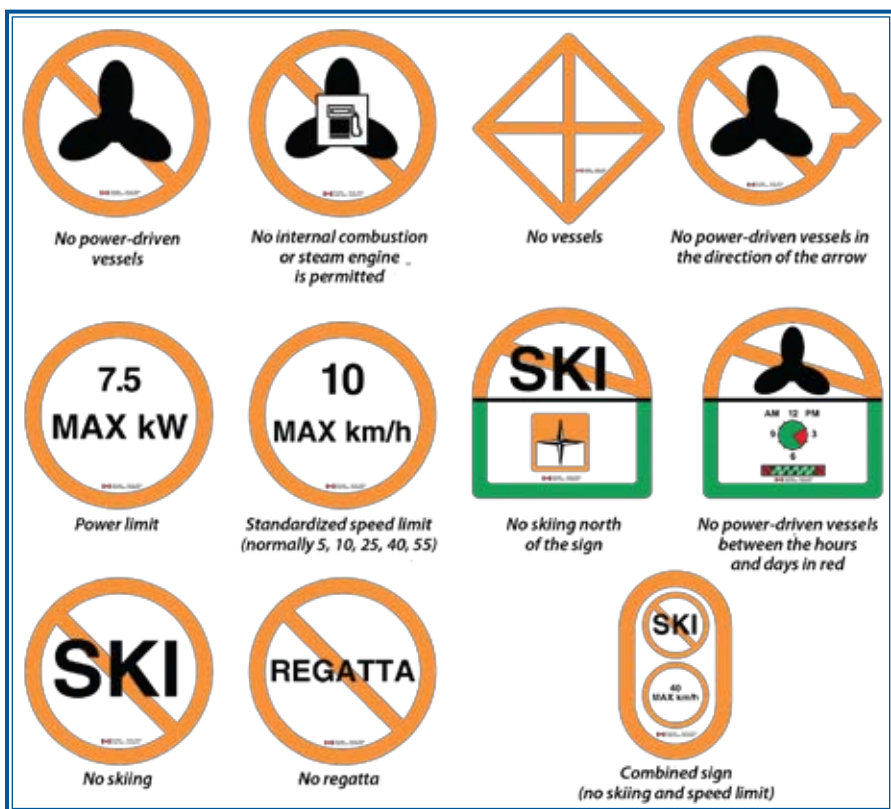 No power-driven
vessels
No internal combustion
or steam engine
is permitted
No vessels
No power-driven vessels in
the direction of the arrow
7.5
MAX kW
Power limit
10
MAX km/h
Standardized speed limit
(normally 5, 10, 25, 40, 55)
SKI
No skiing north
of the sign
AM 12 PM
9 3
6
No power-driven vessels
between the hours
and days in red
SKI
No skiing
REGATTA
No regatta
SKI
40
MAX km/h
Combined sign
(no skiing and speed limit)